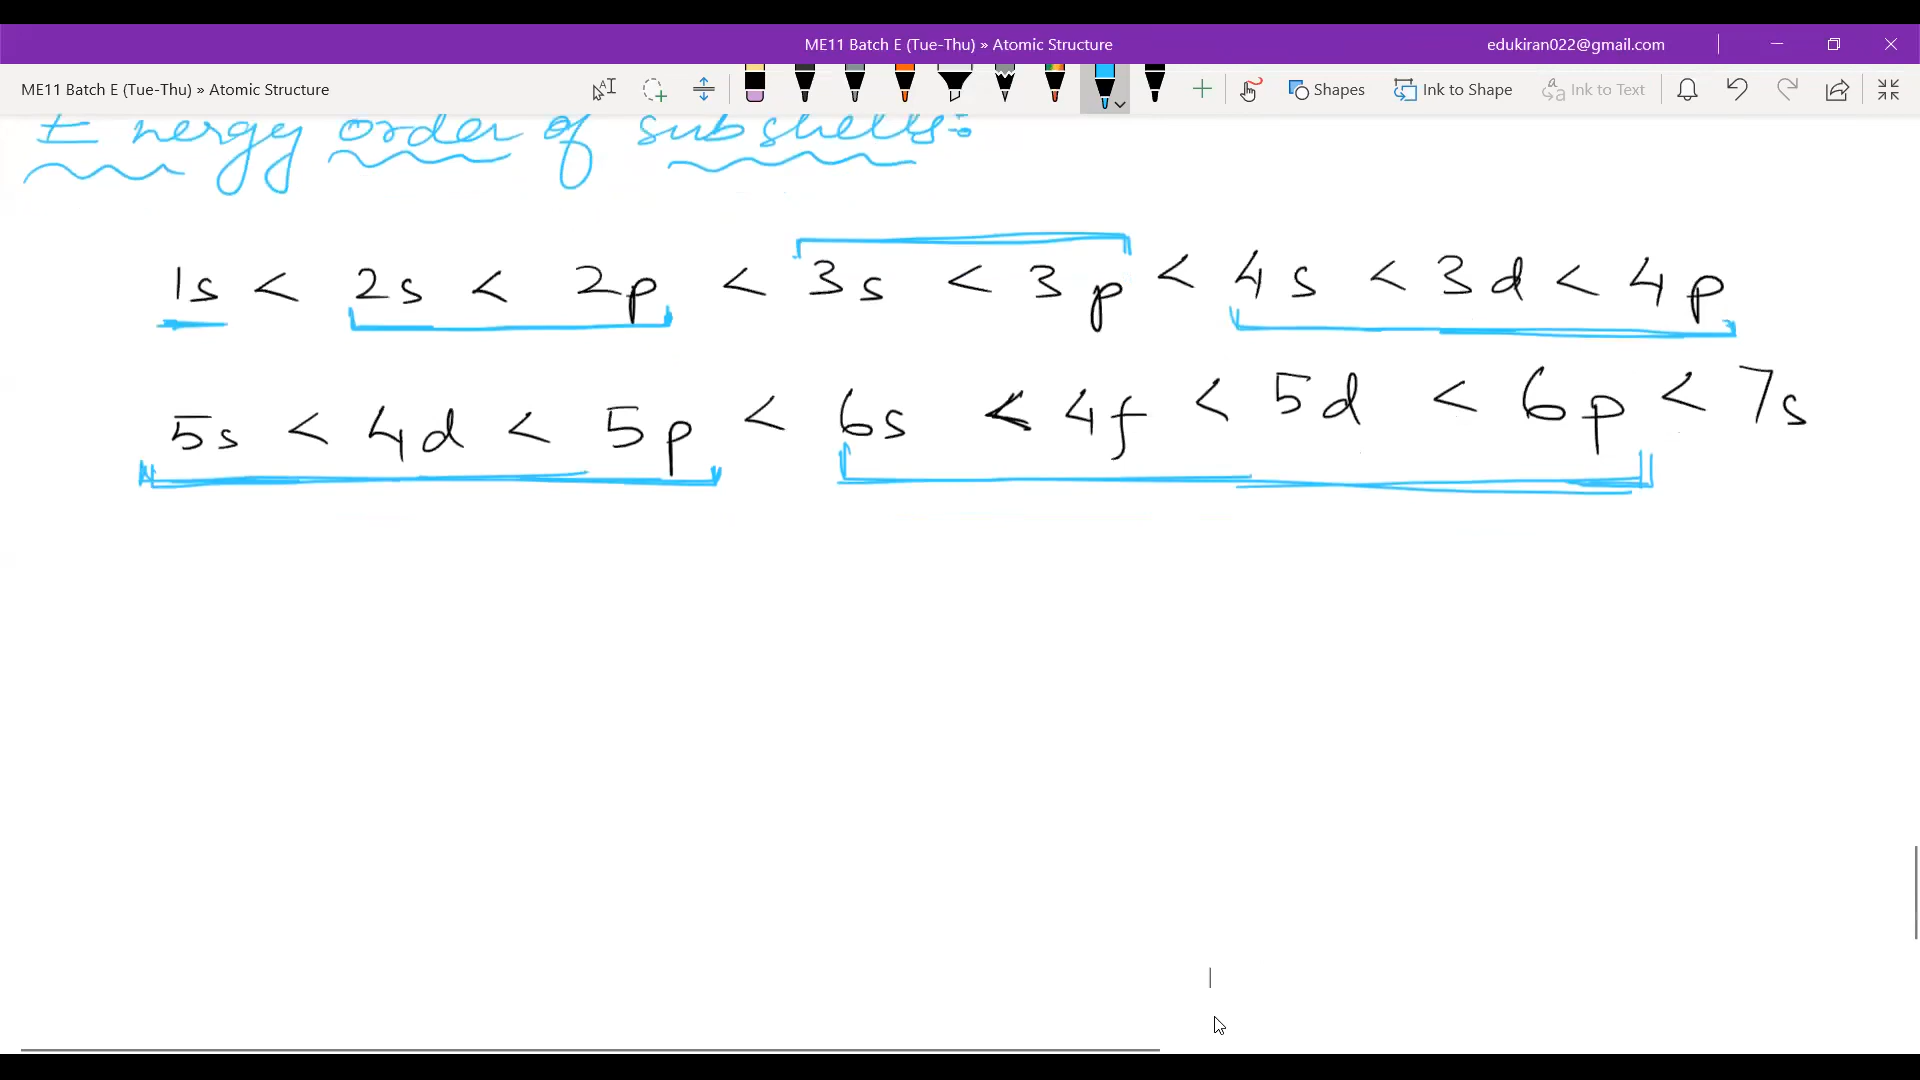 ME11 Batch E (Tue-Thu) » Atomic Structure
edukiran022@gmail.com
ME11 Batch E (Tue-Thu) » Atomic Structure
Shapes
Ink to Shape
Ink to Text
Energy order of subshells:
1s < 2s < 2p < 3s < 3p < 4s < 3d < 4p
5s < 4d < 5p < 6s < 4f < 5d < 6p < 7s